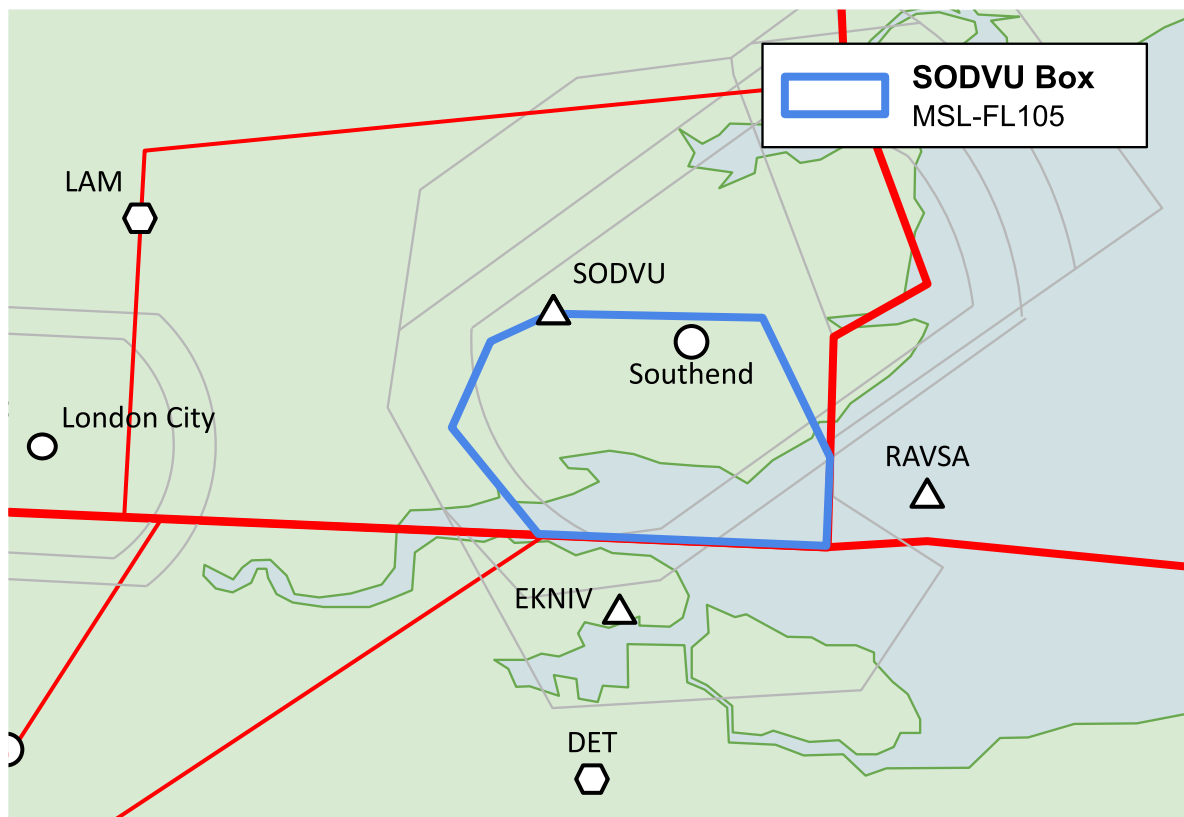 SODVU Box
MSL-FL105
LAM
SODVU
Southend
London City
RAVSA
EKNIV
DET